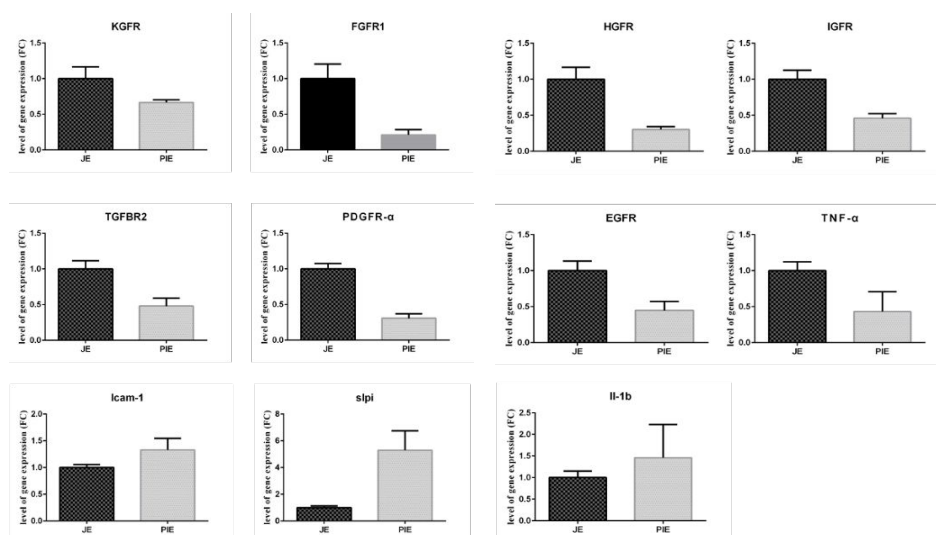 KGFR
level of gene expression (FC)
1.5
1.0
0.5
0.0
JE PIE
FGFR1
level of gene expression (FC)
1.5
1.0
0.5
0.0
JE PIE
HGFR
level of gene expression (FC)
1.5
1.0
0.5
0.0
JE PIE
IGFR
level of gene expression (FC)
1.5
1.0
0.5
0.0
JE PIE
TGFBR2
level of gene expression (FC)
1.5
1.0
0.5
0.0
JE PIE
PDGFR-α
level of gene expression (FC)
1.5
1.0
0.5
0.0
JE PIE
EGFR
level of gene expression (FC)
1.5
1.0
0.5
0.0
JE PIE
TNF-α
level of gene expression (FC)
1.5
1.0
0.5
0.0
JE PIE
Icam-1
level of gene expression (FC)
2.0
1.5
1.0
0.5
0.0
JE PIE
slpi
level of gene expression (FC)
8
6
4
2
0
JE PIE
Il-1b
level of gene expression (FC)
2.5
2.0
1.5
1.0
0.5
0.0
JE PIE